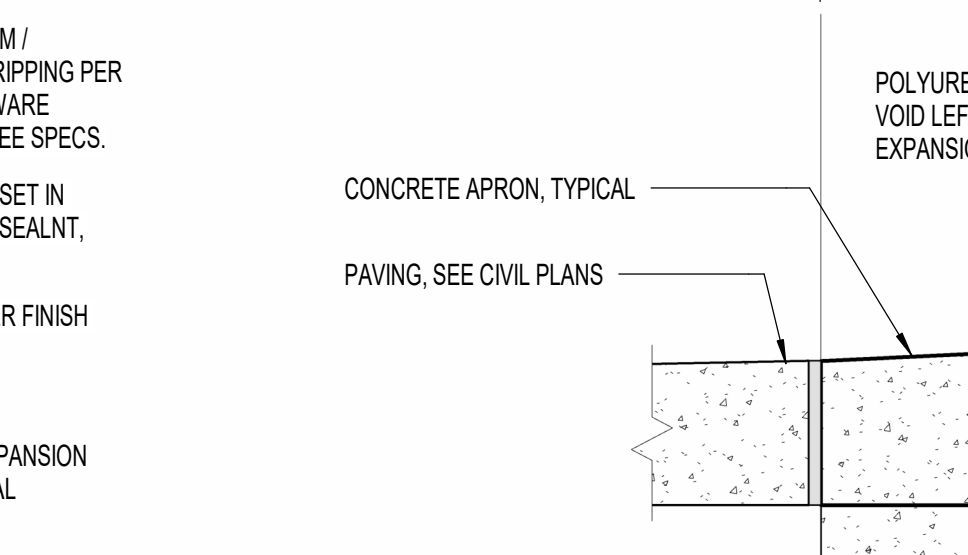 M /
RIPPING PER
WARE
EE SPECS.
SET IN
SEALNT,
R FINISH
PANSION
AL
CONCRETE APRON, TYPICAL
PAVING, SEE CIVIL PLANS
POLYURE
VOID LEF
EXPANSIO